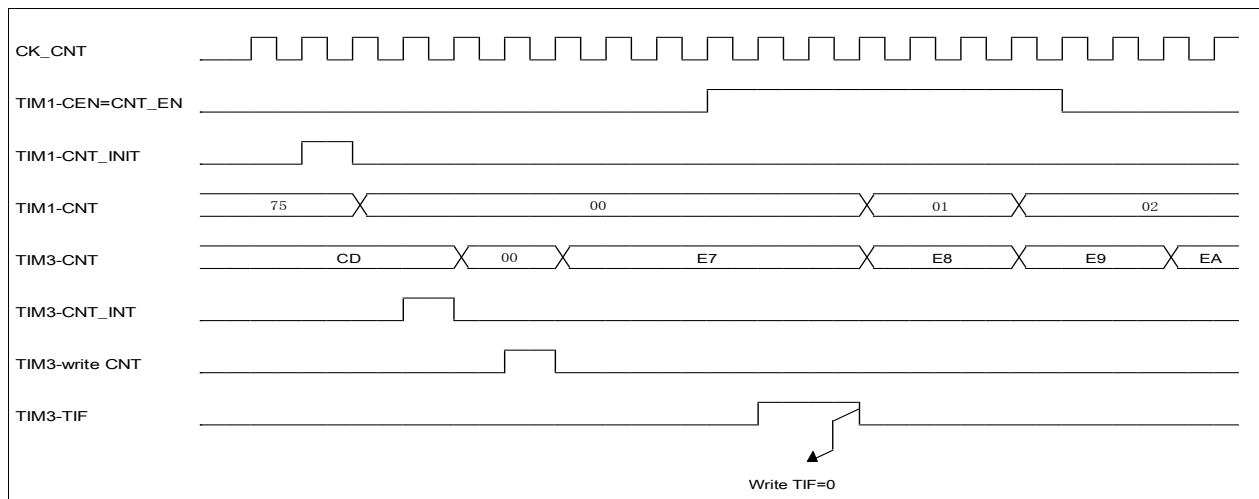 CK_CNT
TIM1-CEN=CNT_EN
TIM1-CNT_INIT
TIM1-CNT
75
00
01
02
TIM3-CNT
CD
00
E7
E8
E9
EA
TIM3-CNT_INT
TIM3-write CNT
TIM3-TIF
Write TIF=0